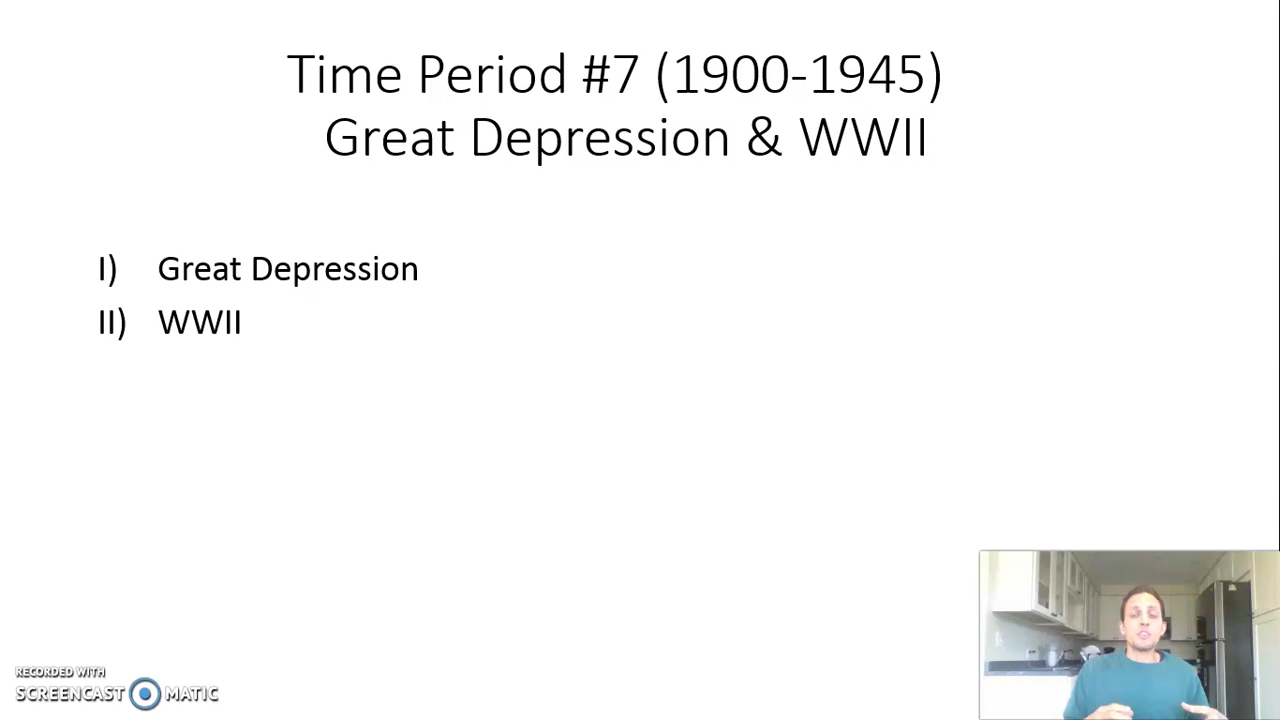 Time Period #7 (1900-1945)
Great Depression & WWII
I) Great Depression
II) WWII
RECORDED WITH
SCREENCAST MATIC